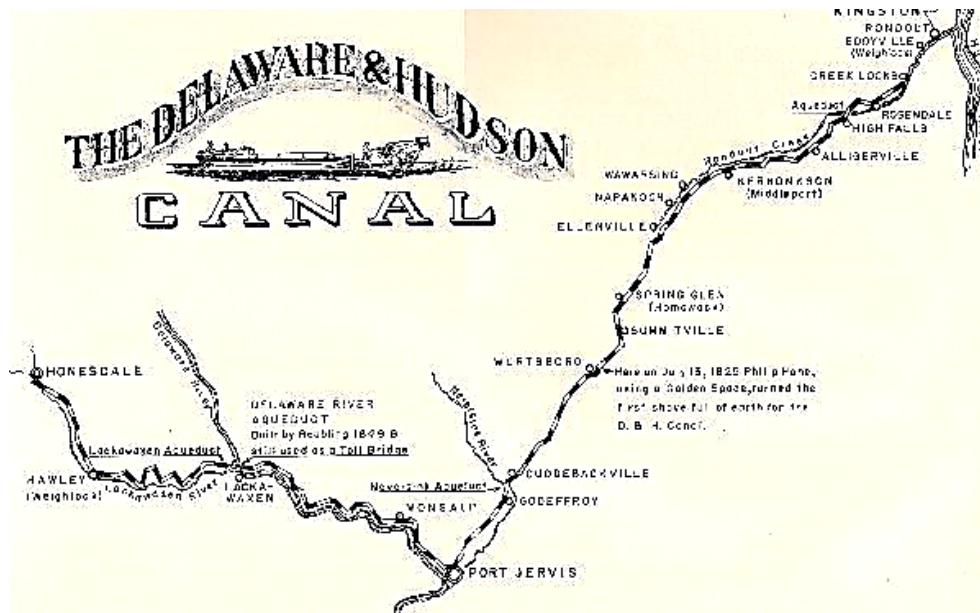 THE DELAWARE & HUDSON
CANAL
KINGSTON
RONDOUT
EDDYVILLE
(Weighlock)
CREEK LOCKS
Aqueduct
ROSENDALE
HIGH FALLS
ALLIGERVILLE
Rondout Creek
KERHONKSON
(Middleport)
WAWARSING
NAPANOCH
ELLENVILLE
SPRING GLEN
(Homowack)
SUMMITVILLE
WURTSBORO
Here on July 13, 1825 Philip Hone,
using a Golden Spade, turned the
first shovel full of earth for the
D. & H. Canal.
Neversink River
CUDDEBACKVILLE
Neversink Aqueduct
GODEFFROY
PORT JERVIS
HONESDALE
Delaware River
DELAWARE RIVER
AQUEDUCT
Built by Roebling 1849 &
still used as a Toll Bridge
Lackawaxen Aqueduct
HAWLEY
(Weighlock)
Lackawaxen River
LACKA-
WAXEN